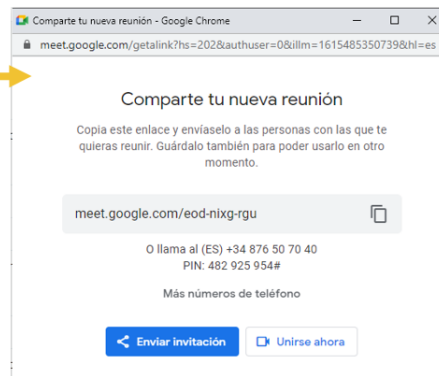 Comparte tu nueva reunión - Google Chrome
meet.google.com/getalink?hs=202&authuser=0&illm=1615485350739&hl=es
Comparte tu nueva reunión
Copia este enlace y envíaselo a las personas con las que te
quieras reunir. Guárdalo también para poder usarlo en otro
momento.
meet.google.com/eod-nixg-rgu
O llama al (ES) +34 876 50 70 40
PIN: 482 925 954#
Más números de teléfono
Enviar invitación
Unirse ahora